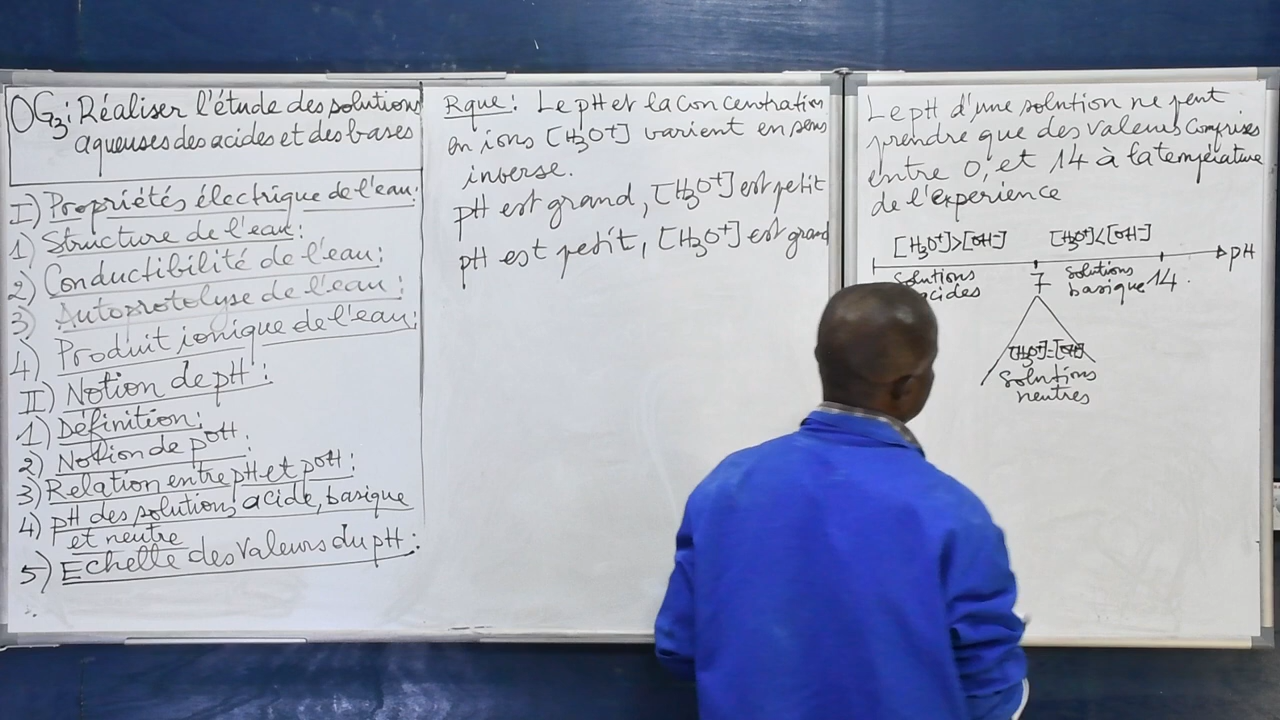 OG3: Réaliser l'étude des solutions
aqueuses des acides et des bases
I) Propriétés électrique de l'eau:
1) Structure de l'eau:
2) Conductibilité de l'eau:
3) Autoprotolyse de l'eau:
4) Produit ionique de l'eau:
II) Notion de pH:
1) Définition:
2) Notion de pOH:
3) Relation entre pH et pOH:
4) pH des solutions acide, basique
et neutre
5) Echelle des Valeurs du pH:
Rque: Le pH et la concentration
en ions [H3O+] varient en sens
inverse.
pH est grand, [H3O+] est petit
pH est petit, [H3O+] est grand
Le pH d'une solution ne peut
prendre que des valeurs comprises
entre 0, et 14 à la température
de l'experience
[H3O+]>[OH-] [H3O+]<[OH-]
pH
Solutions acides
7
solutions basique
14.
[H3O+]=[OH-]
Solutions
neutres